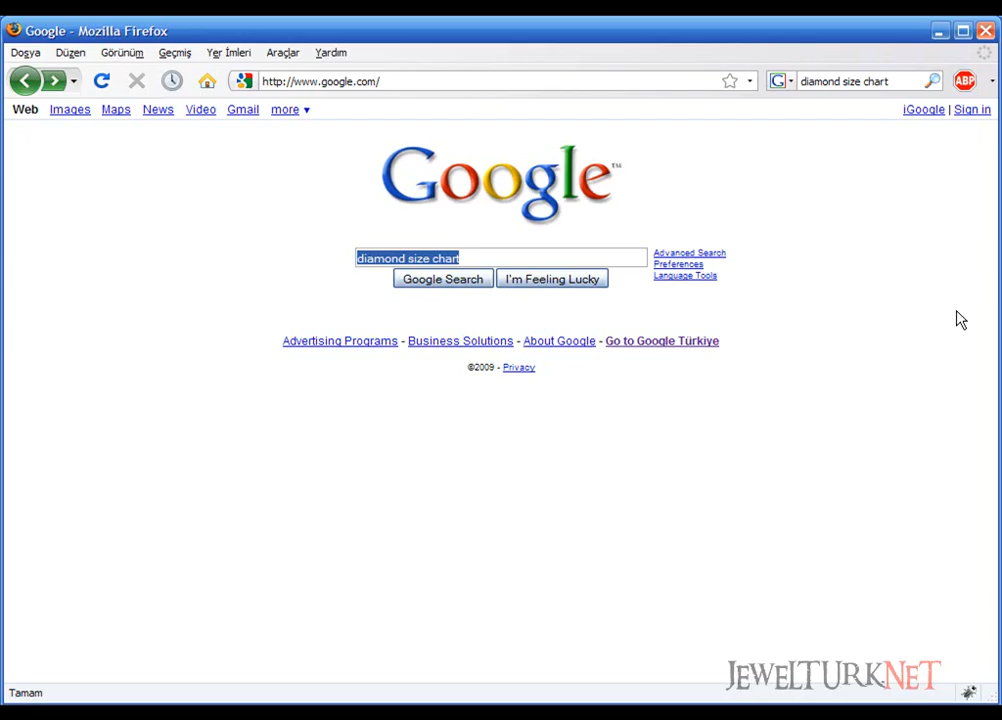 Google - Mozilla Firefox
Dosya Düzen Görünüm Geçmiş Yer İmleri Araçlar Yardım
http://www.google.com/ G diamond size chart ABP
Web Images Maps News Video Gmail more ▼ iGoogle | Sign in
Google™
diamond size chart Advanced Search
Preferences
Language Tools
Google Search I'm Feeling Lucky
Advertising Programs - Business Solutions - About Google - Go to Google Türkiye
©2009 - Privacy
JEWELTURKNET
Tamam